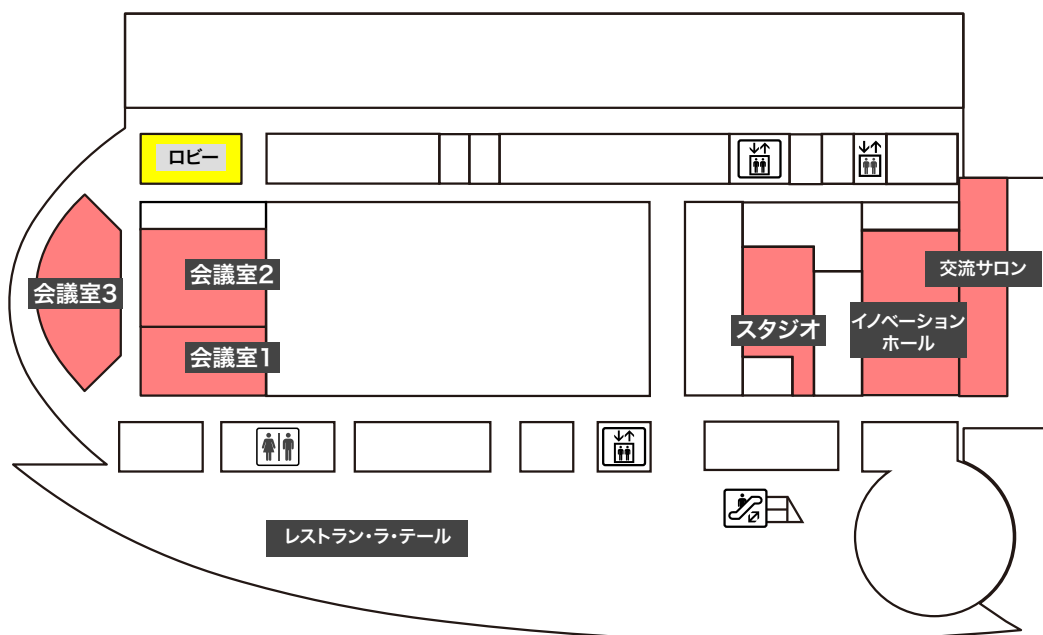 ロビー
会議室2
会議室3
会議室1
交流サロン
スタジオ
イノベーション
ホール
レストラン・ラ・テール